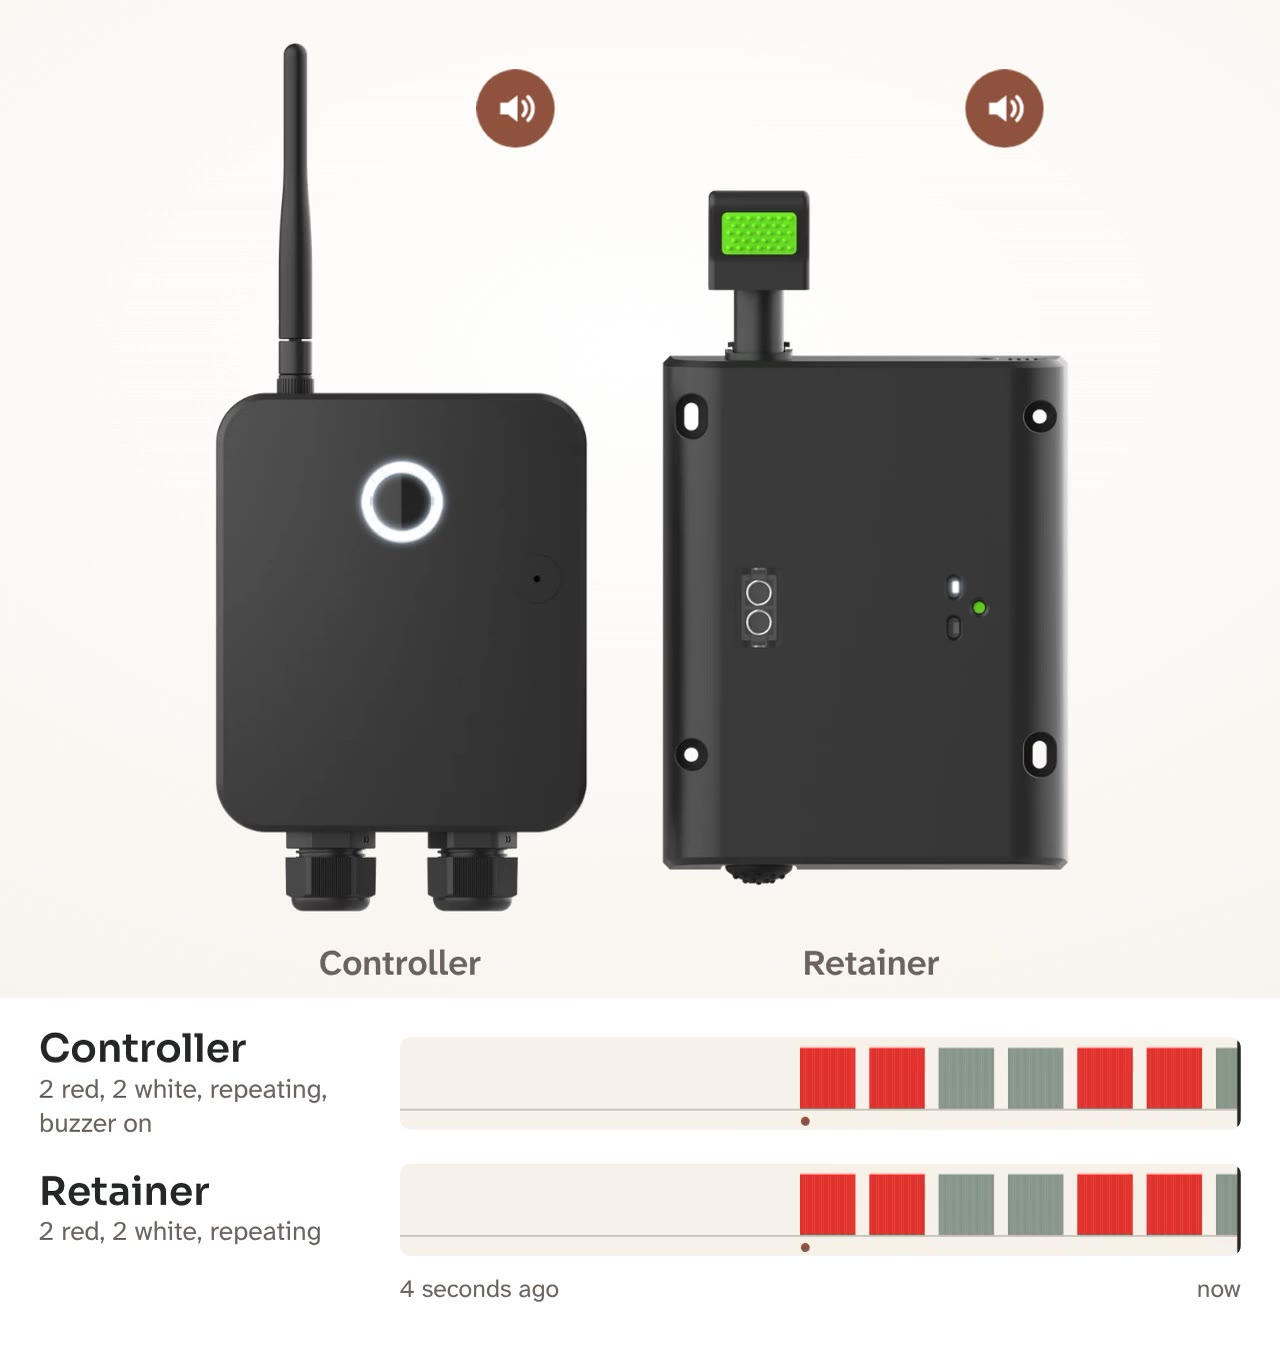 Controller
Retainer
Controller
2 red, 2 white, repeating,
buzzer on
Retainer
2 red, 2 white, repeating
4 seconds ago
now